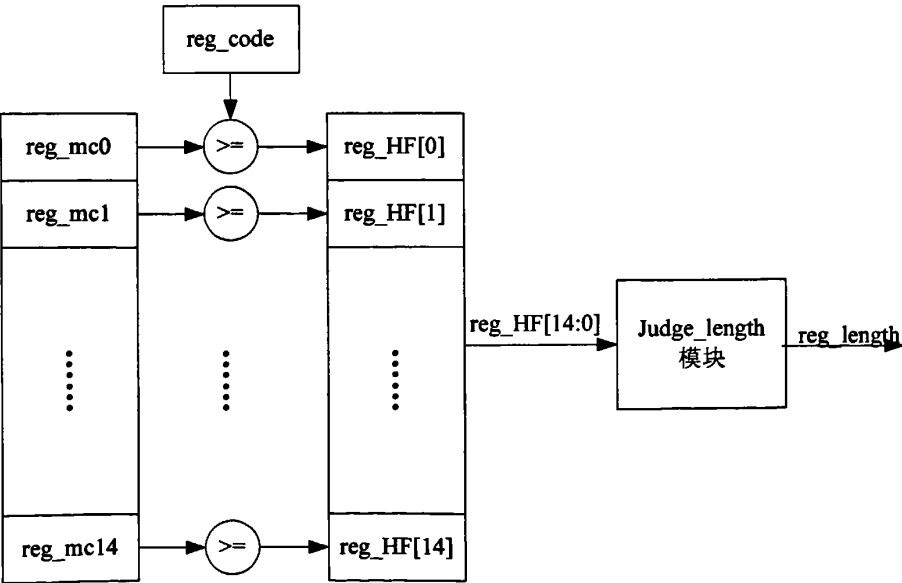 reg_code
reg_mc0
>=
reg_HF[0]
reg_mc1
>=
reg_HF[1]
reg_HF[14:0]
Judge_length
模块
reg_length
reg_mc14
>=
reg_HF[14]